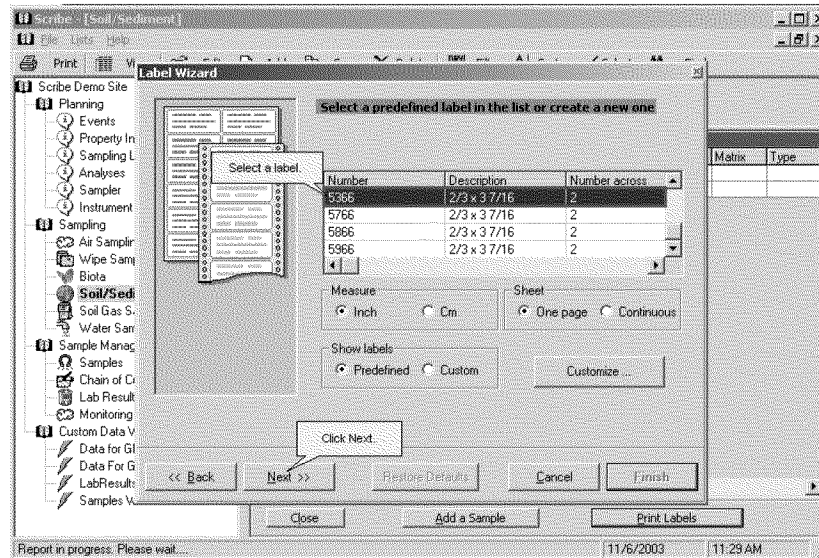 Scribe - [Soil/Sediment]
File Lists Help
Print
Label Wizard
Scribe Demo Site
Planning
Events
Property In
Sampling L
Analyses
Sampler
Instrument
Sampling
Air Samplin
Wipe Sam
Biota
Soil/Sedi
Soil Gas S
Water Sam
Sample Manag
Samples
Chain of Cu
Lab Result
Monitoring
Custom Data V
Data for GI
Data For G
LabResults
Samples V
Select a predefined label in the list or create a new one
Select a label.
Number Description Number across
5366 2/3 x 3 7/16 2
5766 2/3 x 3 7/16 2
5866 2/3 x 3 7/16 2
5966 2/3 x 3 7/16 2
Matrix Type
Measure
Inch Cm
Sheet
One page Continuous
Show labels
Predefined Custom
Customize ...
Click Next.
<< Back Next >> Restore Defaults Cancel Finish
Close Add a Sample Print Labels
Report in progress. Please wait.... 11/6/2003 11:29 AM